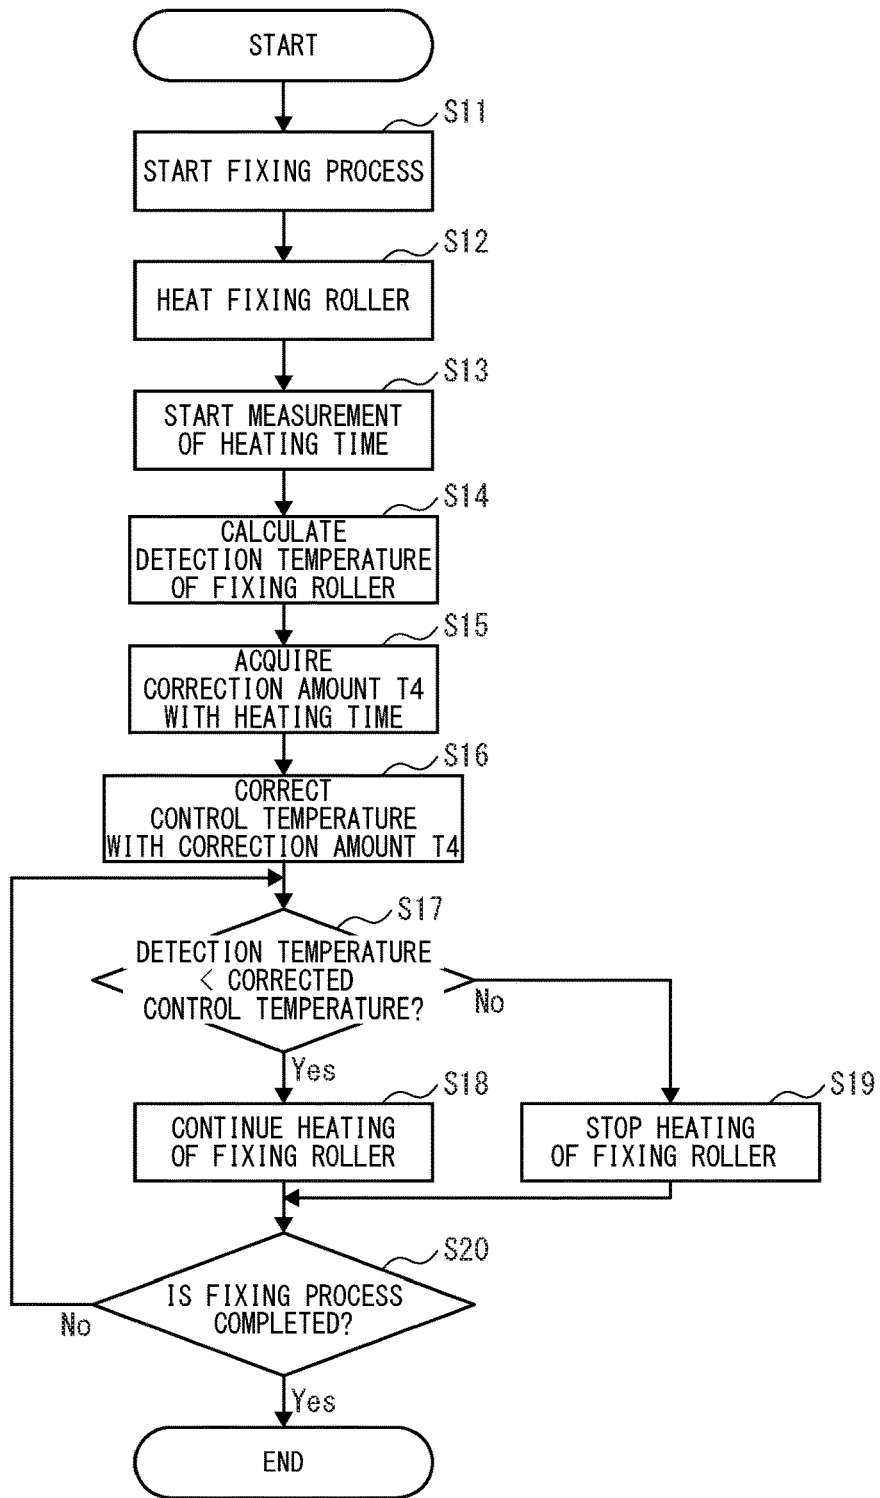 START
S11
START FIXING PROCESS
S12
HEAT FIXING ROLLER
S13
START MEASUREMENT
OF HEATING TIME
S14
CALCULATE
DETECTION TEMPERATURE
OF FIXING ROLLER
S15
ACQUIRE
CORRECTION AMOUNT T4
WITH HEATING TIME
S16
CORRECT
CONTROL TEMPERATURE
WITH CORRECTION AMOUNT T4
S17
DETECTION TEMPERATURE
< CORRECTED
CONTROL TEMPERATURE?
No
Yes
S18
CONTINUE HEATING
OF FIXING ROLLER
S19
STOP HEATING
OF FIXING ROLLER
S20
IS FIXING PROCESS
COMPLETED?
No
Yes
END